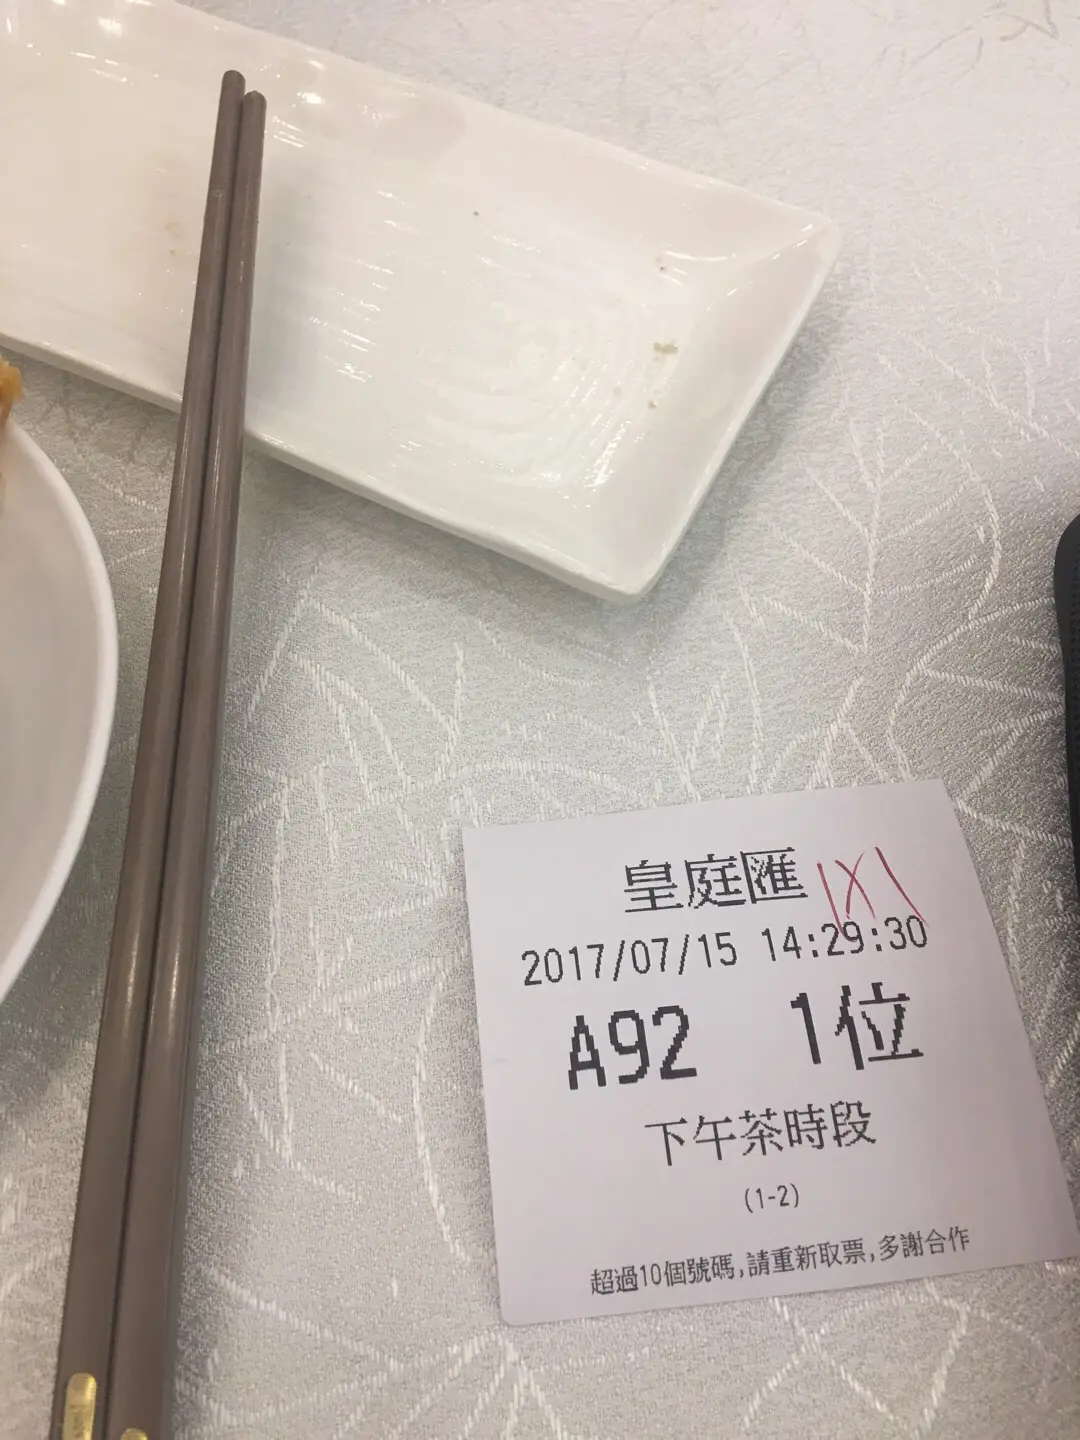 皇庭匯
2017/07/15 14:29:30
A92 1位
下午茶時段
(1-2)
超過10個號碼,請重新取票,多謝合作